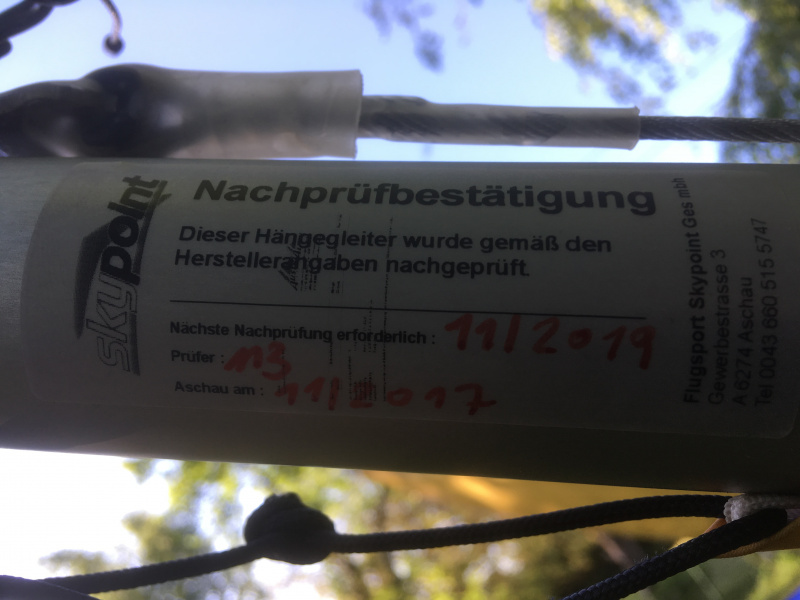 skypoint
Nachprüfbestätigung
Dieser Hängegleiter wurde gemäß den
Herstellerangaben nachgeprüft.
Nächste Nachprüfung erforderlich : 11/2019
Prüfer :
Aschau am : 11/2017
Flugsport Skypoint Ges mbh
Gewerbestrasse 3
A 6274 Aschau
Tel 0043 660 515 5747